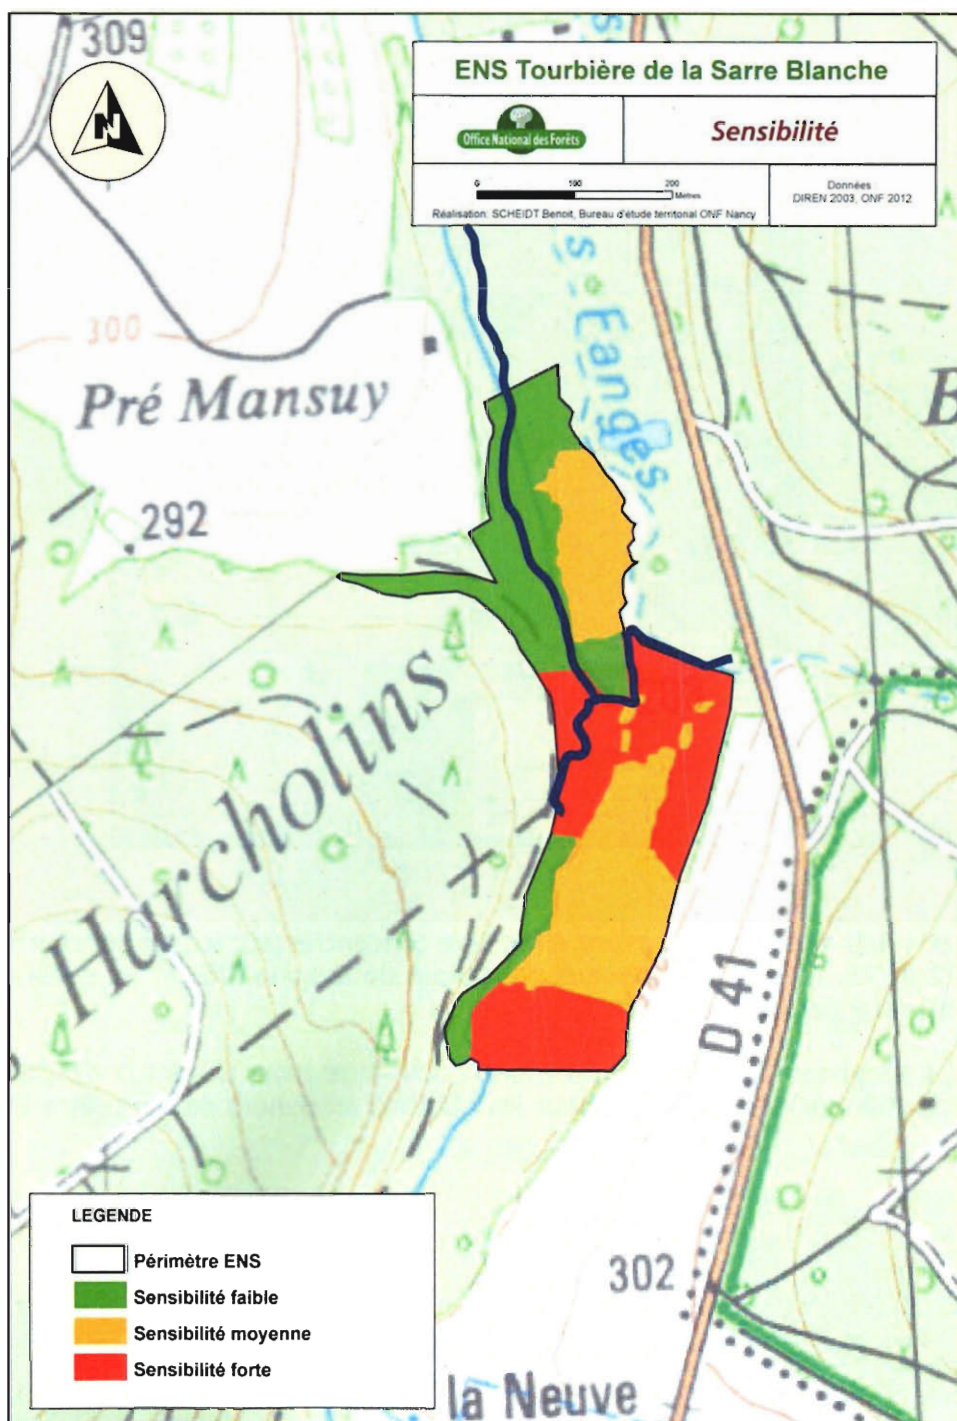 309
N
ENS Tourbière de la Sarre Blanche
Office National des Forêts
Sensibilité
0 100 200
Mètres
Réalisation: SCHEIDT Benoit, Bureau d'étude territorial ONF Nancy
Données
DIREN 2003, ONF 2012
s Eanges
300
Pré Mansuy
B
292
Harcholins
s
D 41
302
la Neuve
LEGENDE
Périmètre ENS
Sensibilité faible
Sensibilité moyenne
Sensibilité forte